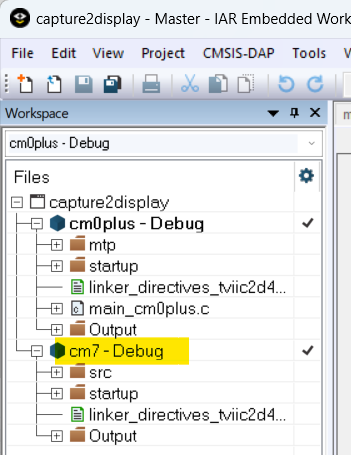 capture2display - Master - IAR Embedded Work
File Edit View Project CMSIS-DAP Tools
Workspace
cm0plus - Debug
Files
capture2display
cm0plus - Debug
mtp
startup
linker_directives_tviic2d4...
main_cm0plus.c
Output
cm7 - Debug
src
startup
linker_directives_tviic2d4...
Output